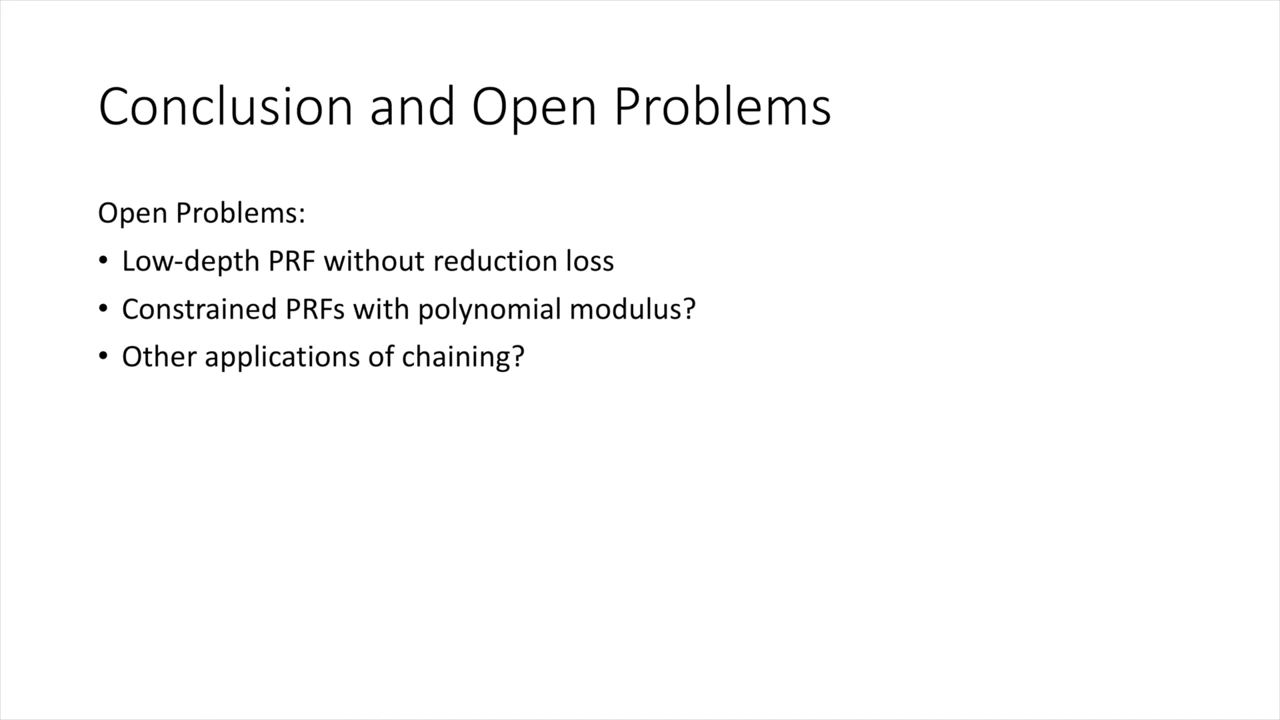 Conclusion and Open Problems
Open Problems:
• Low-depth PRF without reduction loss
• Constrained PRFs with polynomial modulus?
• Other applications of chaining?